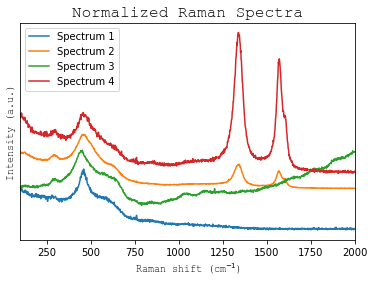 Normalized Raman Spectra
Spectrum 1
Spectrum 2
Spectrum 3
Spectrum 4
Intensity (a.u.)
250 500 750 1000 1250 1500 1750 2000
Raman shift (cm⁻¹)